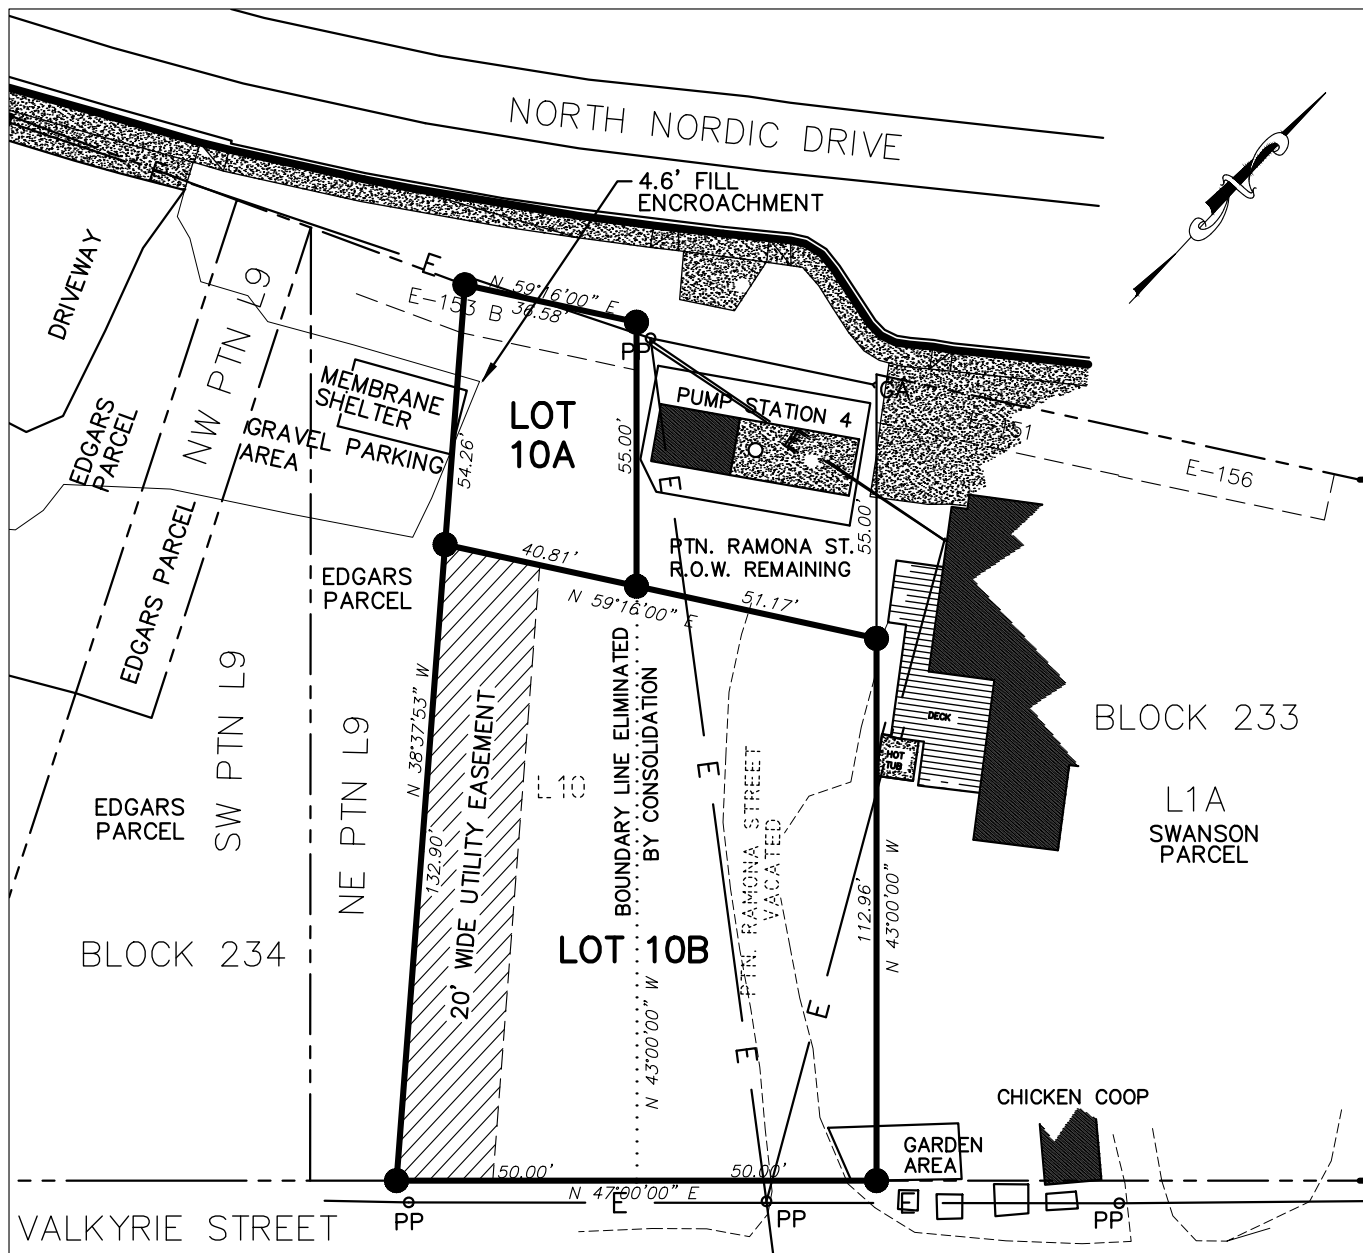 NORTH NORDIC DRIVE
4.6' FILL
ENCROACHMENT
DRIVEWAY
NW PTN L9
E
E
N 59°16'00" E
36.58'
E-153 B
PP
MEMBRANE
SHELTER
GRAVEL PARKING
AREA
LOT
10A
54.26'
55.00'
PUMP STATION 4
E
E
GA
51
E-156
EDGARS
PARCEL
EDGARS PARCEL
PTN. RAMONA ST.
R.O.W. REMAINING
55.00'
40.81'
N 59°16'00" E
51.17'
EDGARS
PARCEL
SW PTN L9
NE PTN L9
N 38°37'53" W
132.90'
20' WIDE UTILITY EASEMENT
L10
BOUNDARY LINE ELIMINATED
BY CONSOLIDATION
E
PTN. RAMONA STREET
VACATED
DECK
HOT
TUB
BLOCK 233
L1A
SWANSON
PARCEL
EDGARS
PARCEL
BLOCK 234
LOT 10B
N 43°00'00" W
112.96'
N 43°00'00" W
E
E
CHICKEN COOP
GARDEN
AREA
50.00'
50.00'
N 47°00'00" E
E
E
PP
PP
PP
VALKYRIE STREET